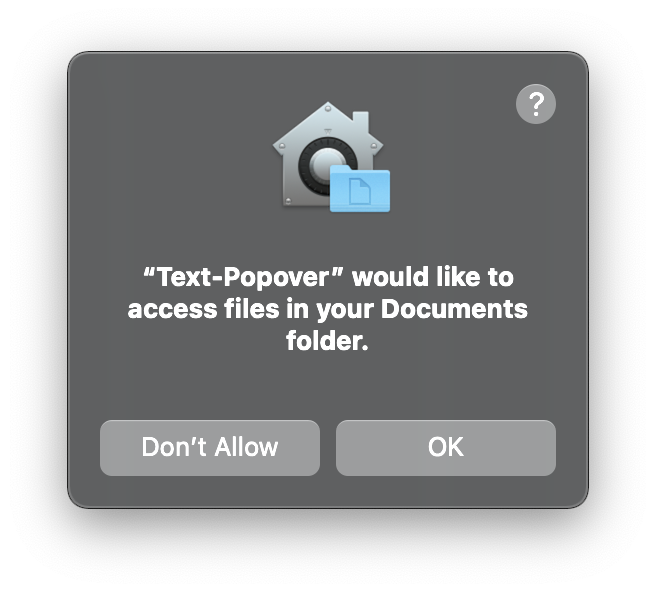 ?
“Text-Popover” would like to
access files in your Documents
folder.
Don’t Allow
OK